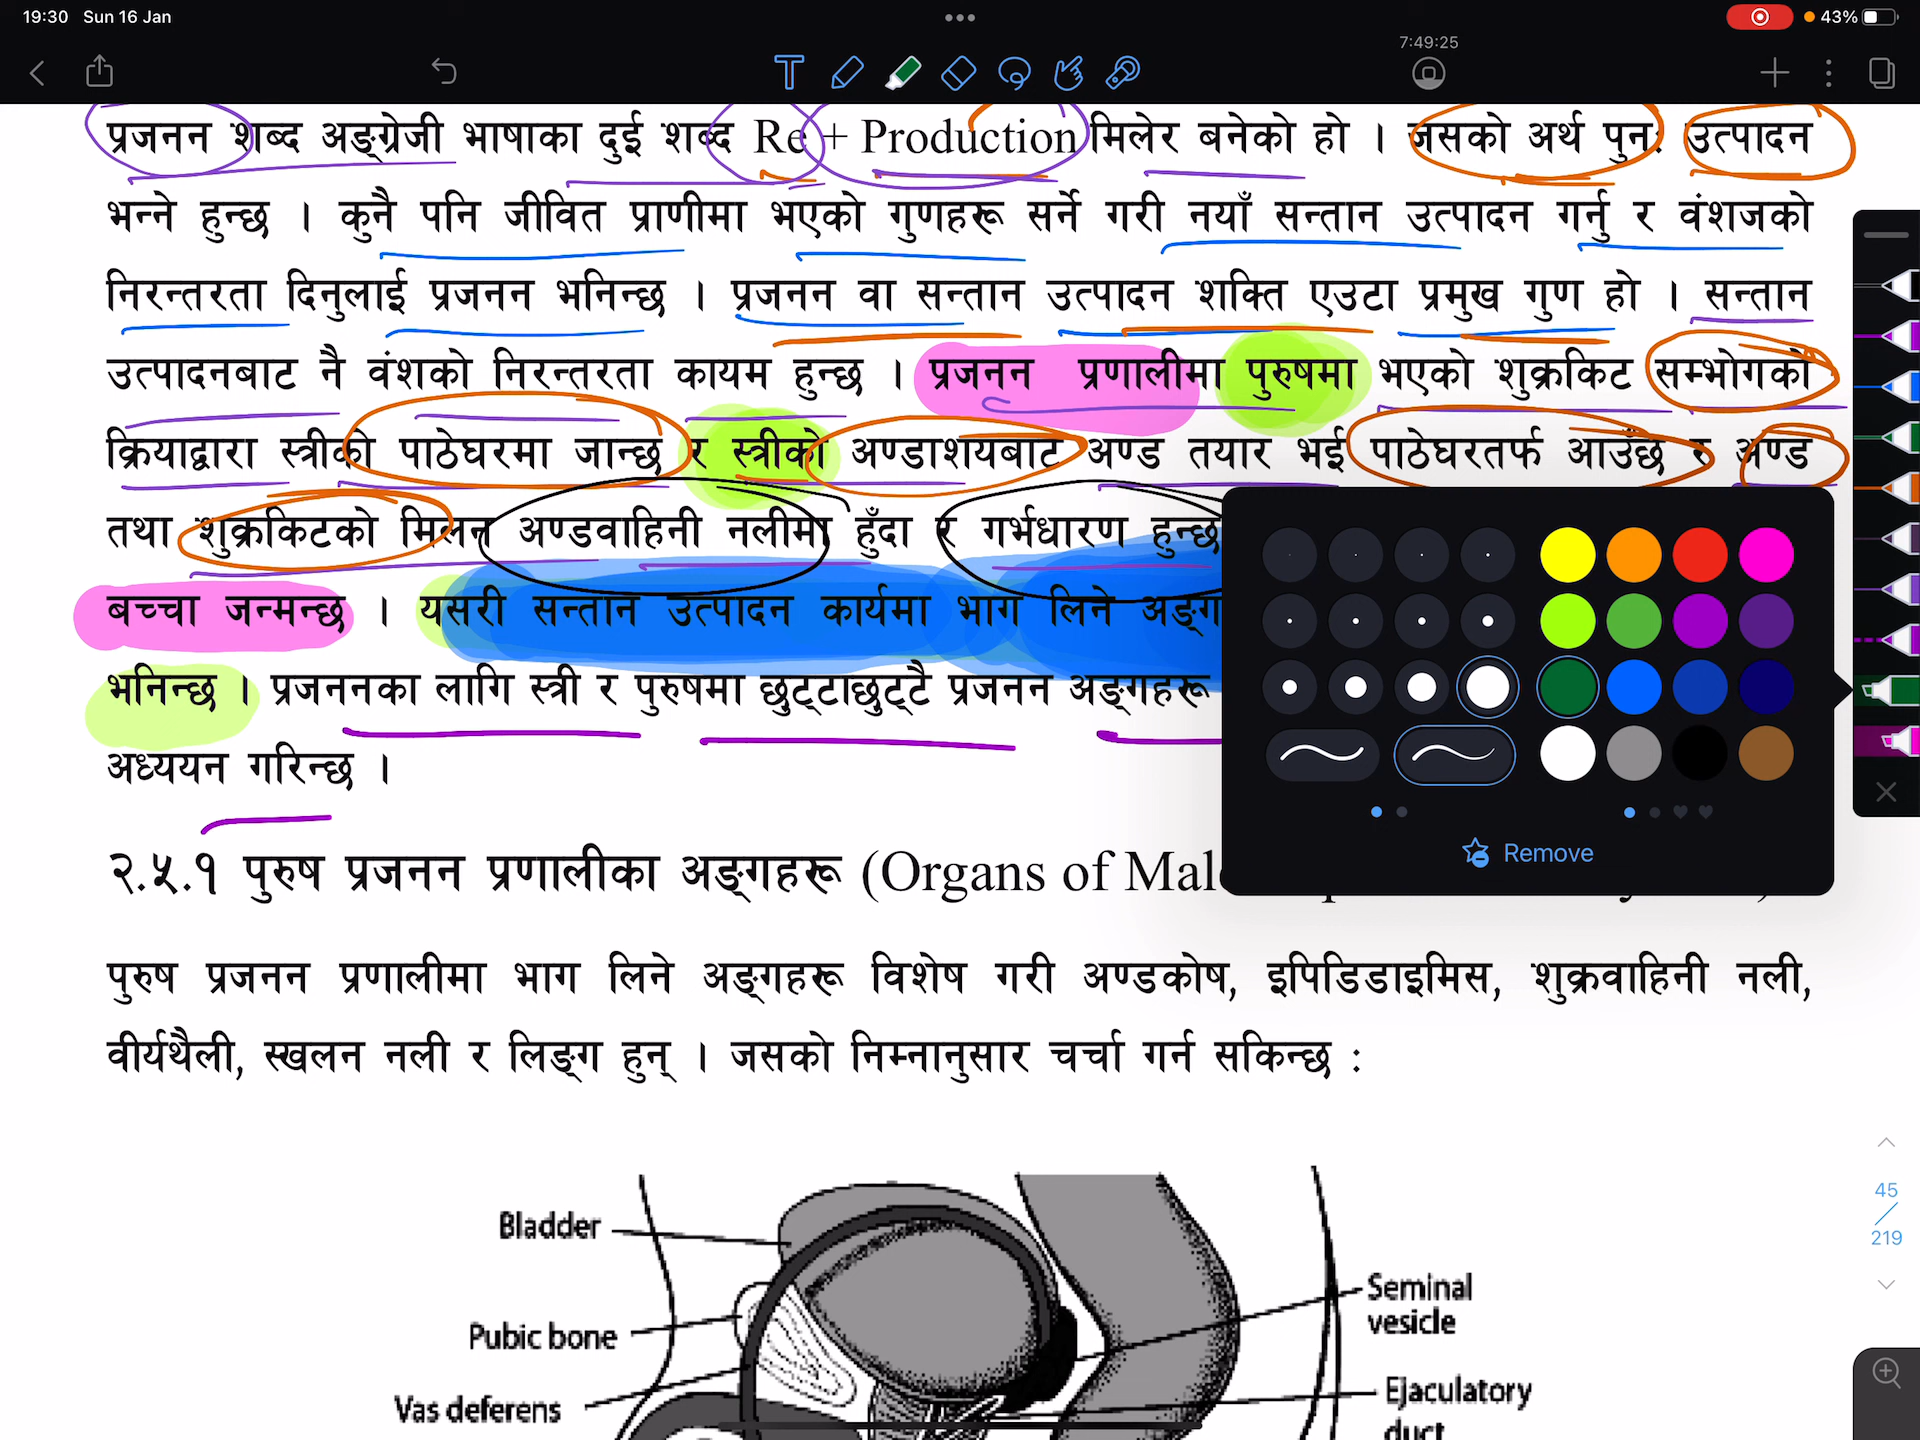 19:30 Sun 16 Jan
43%
7:49:25
प्रजनन शब्द अङ्ग्रेजी भाषाका दुई शब्द Re + Production मिलेर बनेको हो । जसको अर्थ पुनः उत्पादन
भन्ने हुन्छ । कुनै पनि जीवित प्राणीमा भएको गुणहरू सर्ने गरी नयाँ सन्तान उत्पादन गर्नु र वंशजको
निरन्तरता दिनुलाई प्रजनन भनिन्छ । प्रजनन वा सन्तान उत्पादन शक्ति एउटा प्रमुख गुण हो । सन्तान
उत्पादनबाट नै वंशको निरन्तरता कायम हुन्छ । प्रजनन प्रणालीमा पुरुषमा भएको शुक्रकिट सम्भोगको
क्रियाद्वारा स्त्रीको पाठेघरमा जान्छ र स्त्रीको अण्डाशयबाट अण्ड तयार भई पाठेघरतर्फ आउँछ र अण्ड
तथा शुक्रकिटको मिलन अण्डवाहिनी नलीमा हुँदा र गर्भधारण हुन्छ
बच्चा जन्मन्छ । यसरी सन्तान उत्पादन कार्यमा भाग लिने अङ्ग
भनिन्छ । प्रजननका लागि स्त्री र पुरुषमा छुट्टाछुट्टै प्रजनन अङ्गहरू
अध्ययन गरिन्छ ।
Remove
२.५.१ पुरुष प्रजनन प्रणालीका अङ्गहरू (Organs of Mal
पुरुष प्रजनन प्रणालीमा भाग लिने अङ्गहरू विशेष गरी अण्डकोष, इपिडिडाइमिस, शुक्रवाहिनी नली,
वीर्यथैली, स्खलन नली र लिङ्ग हुन् । जसको निम्नानुसार चर्चा गर्न सकिन्छ :
45
219
Bladder
Seminal
vesicle
Pubic bone
Vas deferens
Ejaculatory
duct